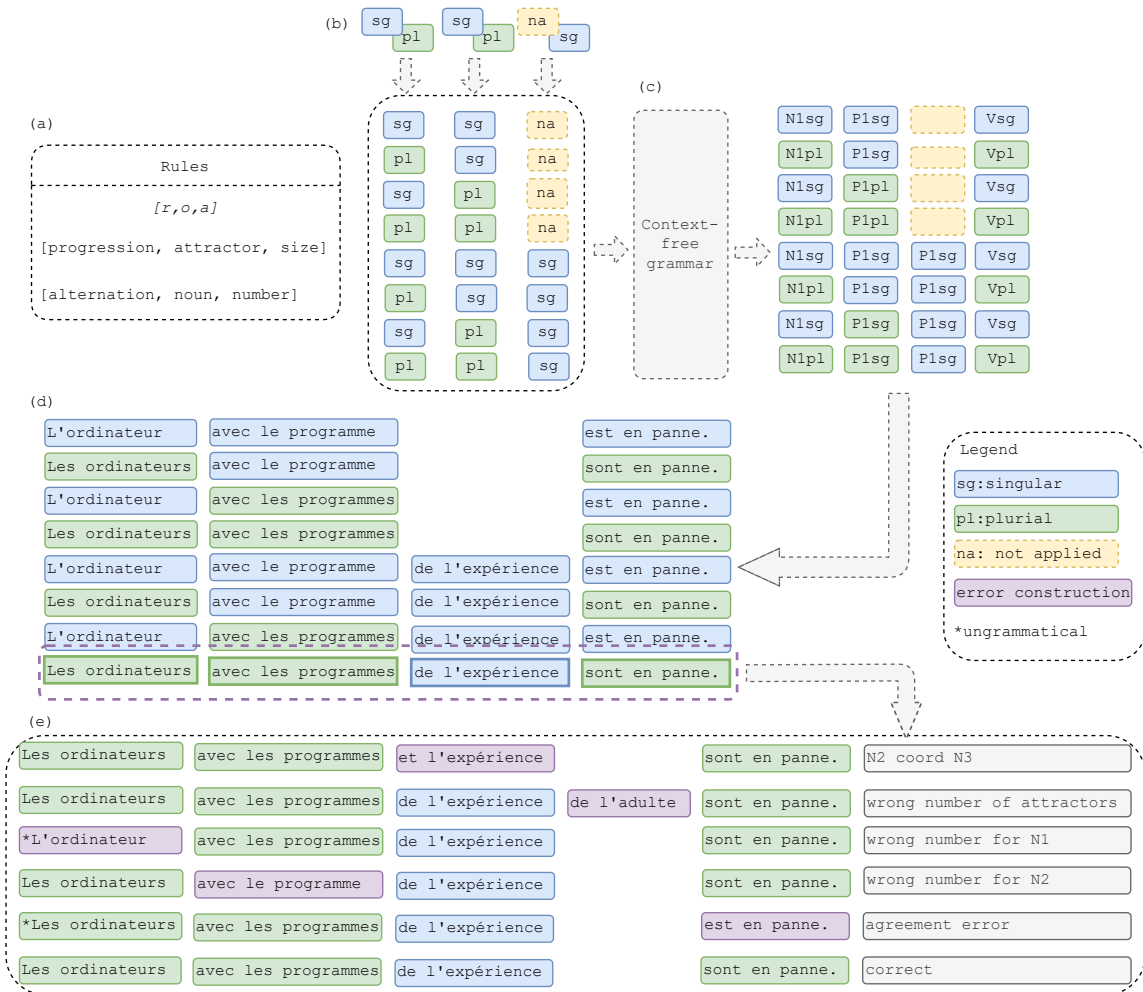 (b) sg pl sg pl na sg
(c)
(a)
Rules
[r,o,a]
[progression, attractor, size]
[alternation, noun, number]
sg sg na
pl sg na
sg pl na
pl pl na
sg sg sg
pl sg sg
sg pl sg
pl pl sg
Context-
free
grammar
N1sg P1sg Vsg
N1pl P1sg Vpl
N1sg P1pl Vsg
N1pl P1pl Vpl
N1sg P1sg P1sg Vsg
N1pl P1sg P1sg Vpl
N1sg P1sg P1sg Vsg
N1pl P1sg P1sg Vpl
(d)
L'ordinateur avec le programme est en panne.
Les ordinateurs avec le programme sont en panne.
L'ordinateur avec les programmes est en panne.
Les ordinateurs avec les programmes sont en panne.
L'ordinateur avec le programme de l'expérience est en panne.
Les ordinateurs avec le programme de l'expérience sont en panne.
L'ordinateur avec les programmes de l'expérience est en panne.
Les ordinateurs avec les programmes de l'expérience sont en panne.
Legend
sg:singular
pl:plurial
na: not applied
error construction
*ungrammatical
(e)
Les ordinateurs avec les programmes et l'expérience sont en panne. N2 coord N3
Les ordinateurs avec les programmes de l'expérience de l'adulte sont en panne. wrong number of attractors
*L'ordinateur avec les programmes de l'expérience sont en panne. wrong number for N1
Les ordinateurs avec le programme de l'expérience sont en panne. wrong number for N2
*Les ordinateurs avec les programmes de l'expérience est en panne. agreement error
Les ordinateurs avec les programmes de l'expérience sont en panne. correct